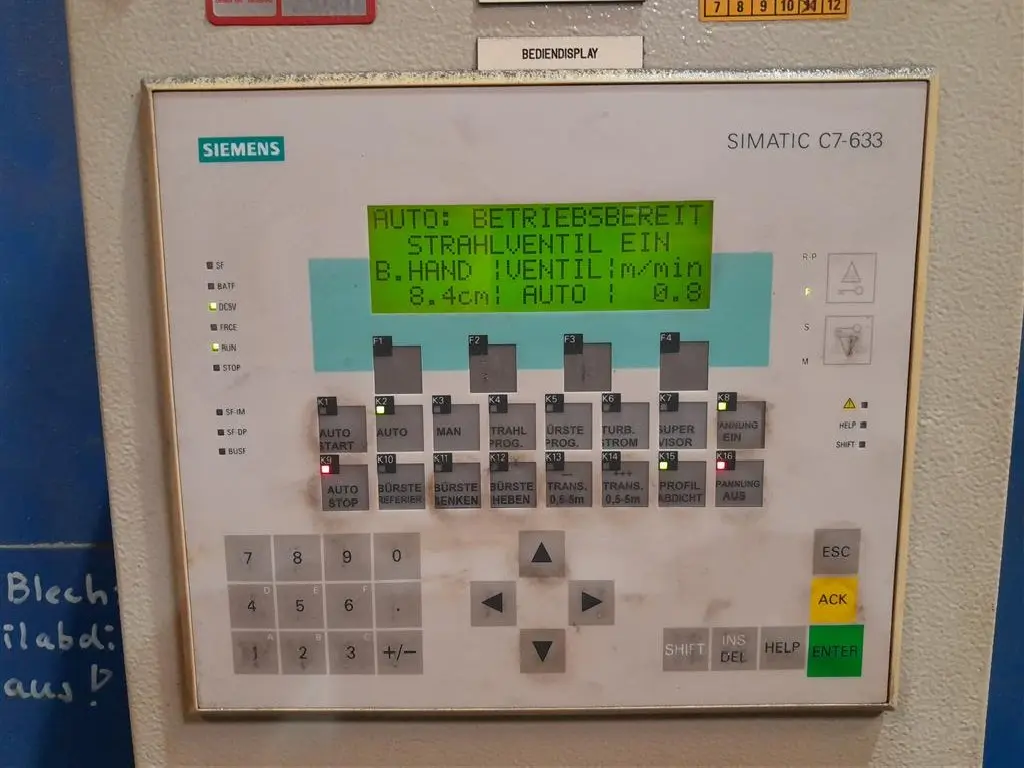 7 8 9 10 11 12
BEDIENDISPLAY
SIEMENS
SIMATIC C7-633
AUTO: BETRIEBSBEREIT
STRAHLVENTIL EIN
B.HAND ¦VENTIL¦m/min
8.4cm¦ AUTO ¦ 0.8
SF
BATF
DC5V
FRCE
RUN
STOP
SF-IM
SF-DP
BUSF
R-P
R
S
M
HELP
SHIFT
F1 F2 F3 F4
K1 K2 K3 K4 K5 K6 K7 K8
AUTO START
AUTO
MAN
TRAHL PROG.
ÜRSTE PROG.
TURB. STROM
SUPER VISOR
ANNUNG EIN
K9 K10 K11 K12 K13 K14 K15 K16
AUTO STOP
BÜRSTE REFERIER
BÜRSTE SENKEN
BÜRSTE HEBEN
--- TRANS. 0,5-5m
+++ TRANS. 0,5-5m
PROFIL ABDICHT
PANNUNG AUS
7 8 9 0
D E F
4 5 6 .
A B C
1 2 3 +/-
ESC
ACK
SHIFT
INS DEL
HELP
ENTER
Blech
ilabdi
aus !